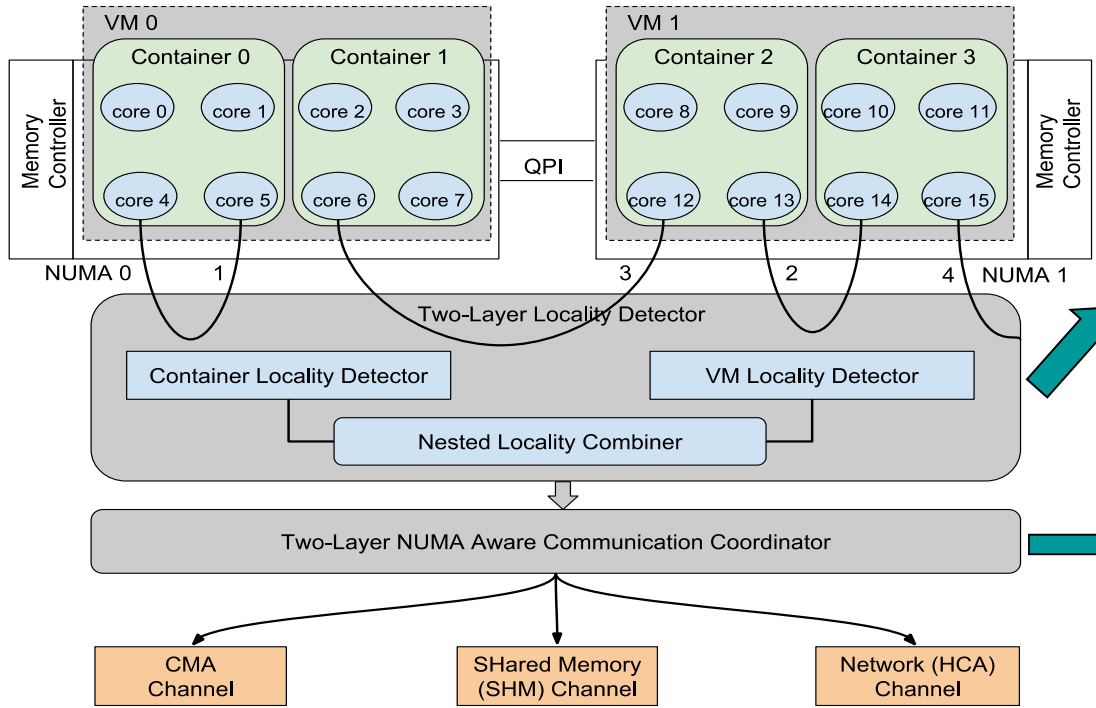 VM 0
VM 1
Container 0
Container 1
Container 2
Container 3
Memory
Controller
core 0
core 1
core 2
core 3
core 8
core 9
core 10
core 11
Memory
Controller
QPI
core 4
core 5
core 6
core 7
core 12
core 13
core 14
core 15
NUMA 0
1
3
2
4
NUMA 1
Two-Layer Locality Detector
Container Locality Detector
VM Locality Detector
Nested Locality Combiner
Two-Layer NUMA Aware Communication Coordinator
CMA
Channel
SHared Memory
(SHM) Channel
Network (HCA)
Channel